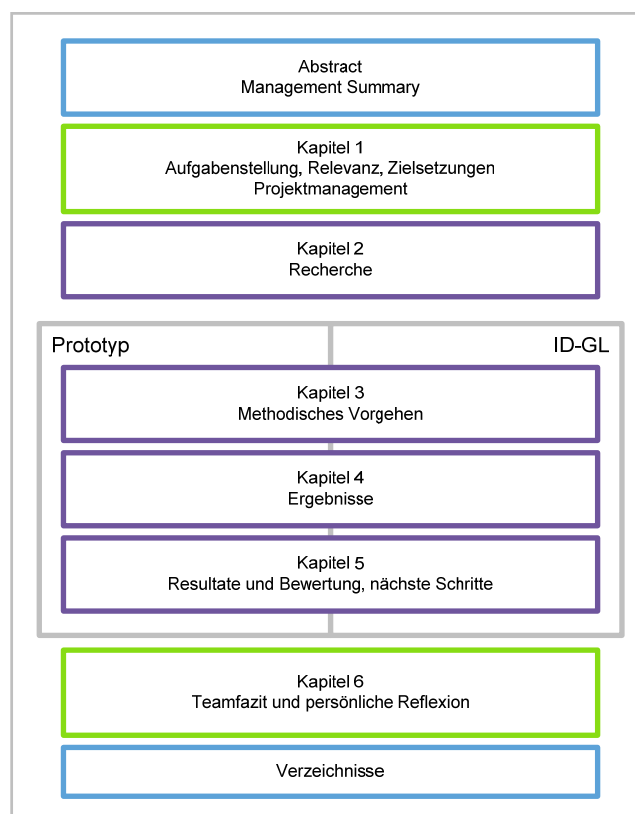 Abstract
Management Summary
Kapitel 1
Aufgabenstellung, Relevanz, Zielsetzungen
Projektmanagement
Kapitel 2
Recherche
Prototyp
ID-GL
Kapitel 3
Methodisches Vorgehen
Kapitel 4
Ergebnisse
Kapitel 5
Resultate und Bewertung, nächste Schritte
Kapitel 6
Teamfazit und persönliche Reflexion
Verzeichnisse